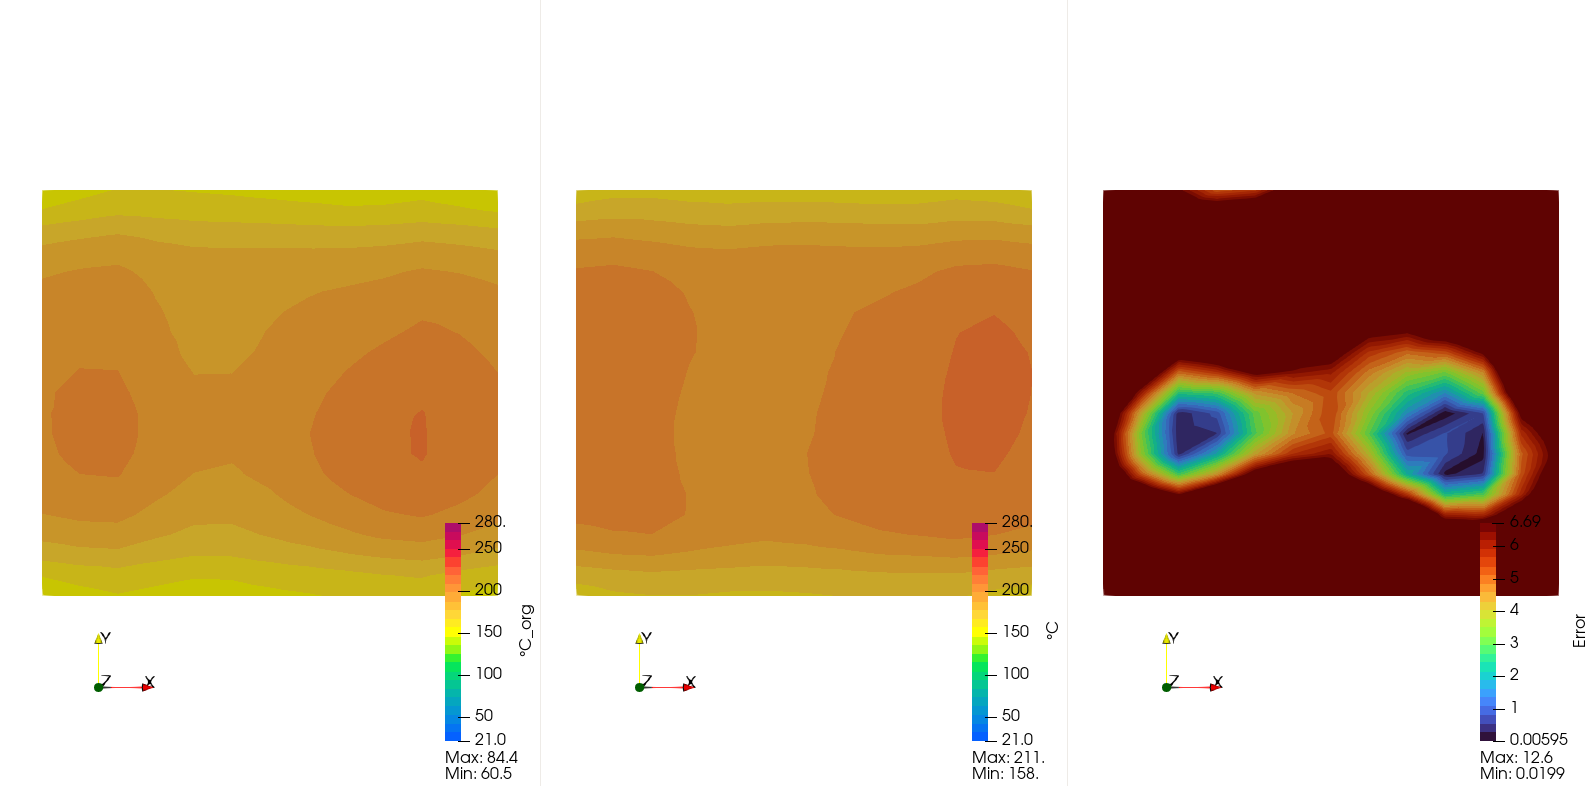 280.
250
200
150
100
50
21.0
°C_org
Max: 84.4
Min: 60.5
Y
Z
X
280.
250
200
150
100
50
21.0
°C
Max: 211.
Min: 158.
Y
Z
X
6.69
6
5
4
3
2
1
0.00595
Error
Max: 12.6
Min: 0.0199
Y
Z
X